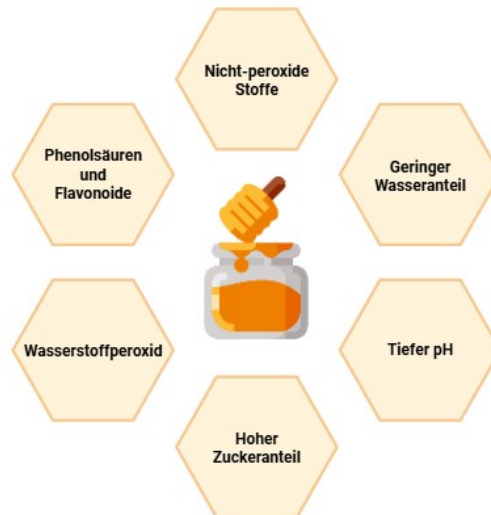 Nicht-peroxide
Stoffe
Phenolsäuren
und
Flavonoide
Geringer
Wasseranteil
Wasserstoffperoxid
Tiefer pH
Hoher
Zuckeranteil